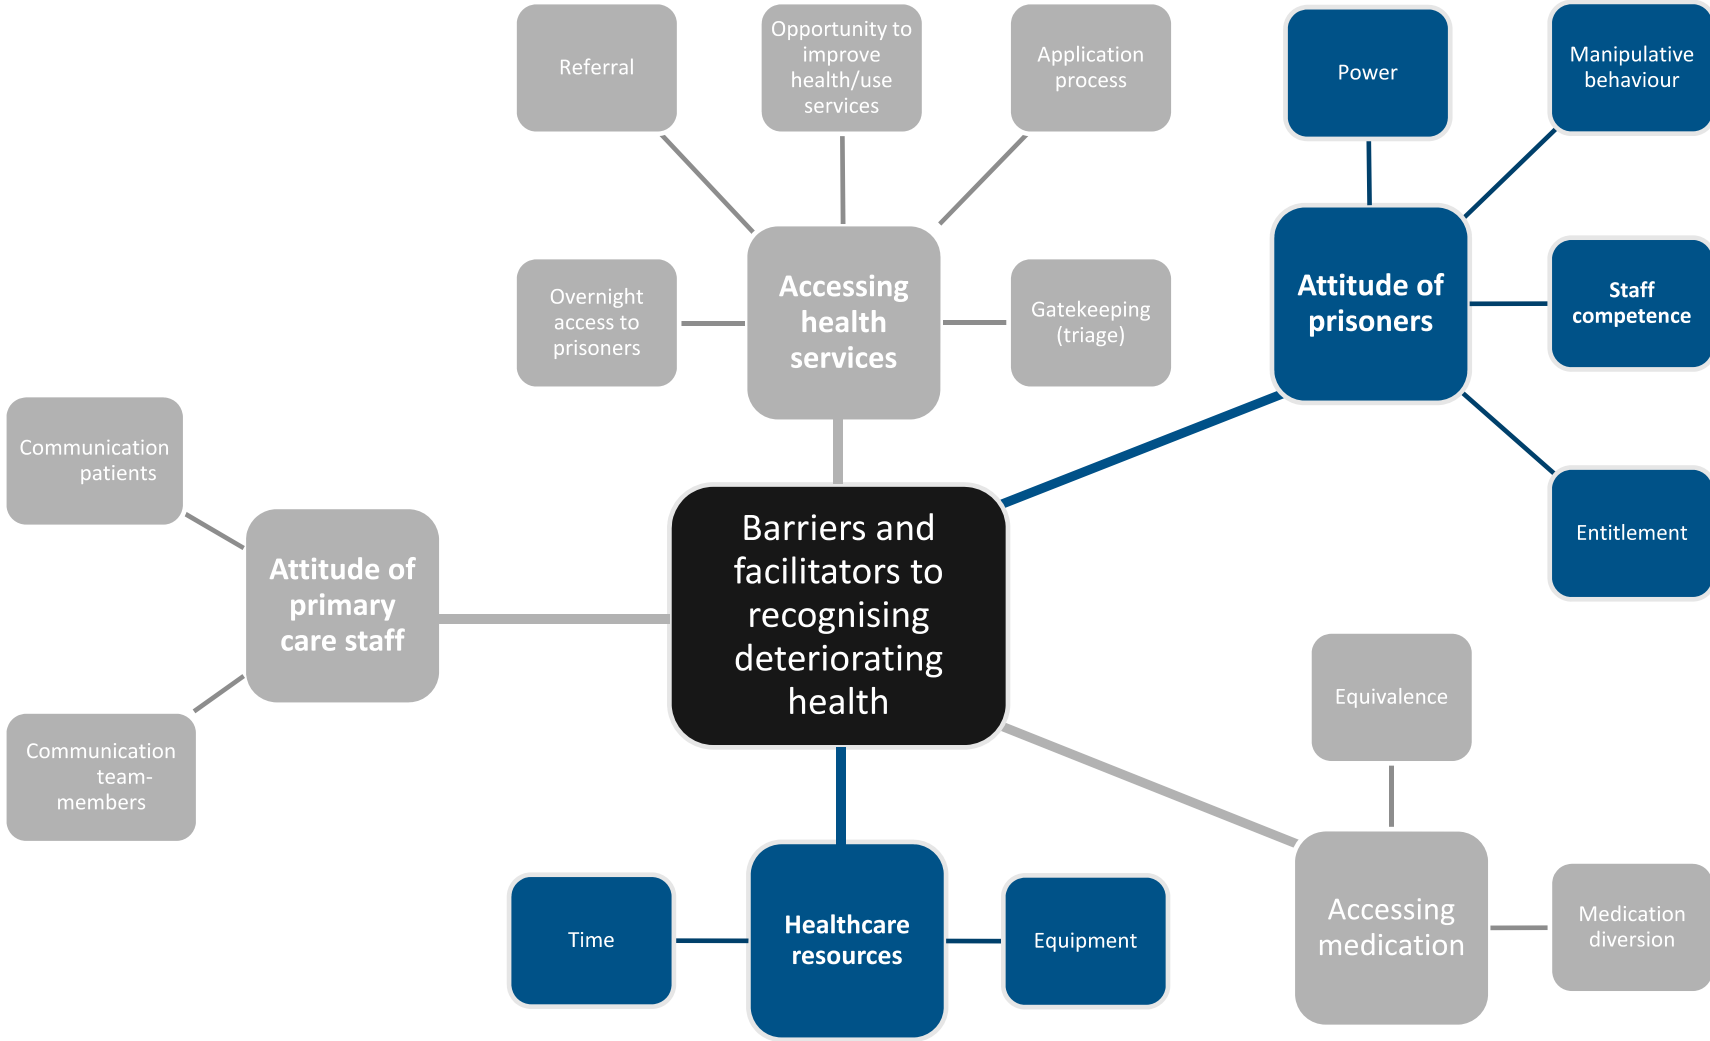 Referral
Opportunity to
improve
health/use
services
Application
process
Power
Manipulative
behaviour
Overnight
access to
prisoners
Accessing
health
services
Gatekeeping
(triage)
Attitude of
prisoners
Staff
competence
Entitlement
Communication
patients
Attitude of
primary
care staff
Communication
team-
members
Barriers and
facilitators to
recognising
deteriorating
health
Equivalence
Accessing
medication
Medication
diversion
Time
Healthcare
resources
Equipment